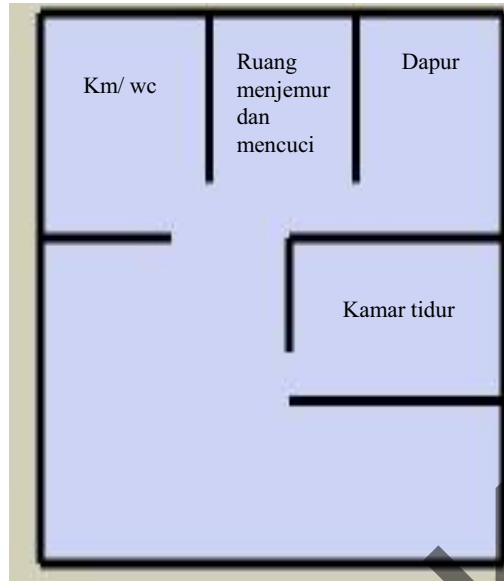 Km/ wc
Ruang
menjemur
dan
mencuci
Dapur
Kamar tidur